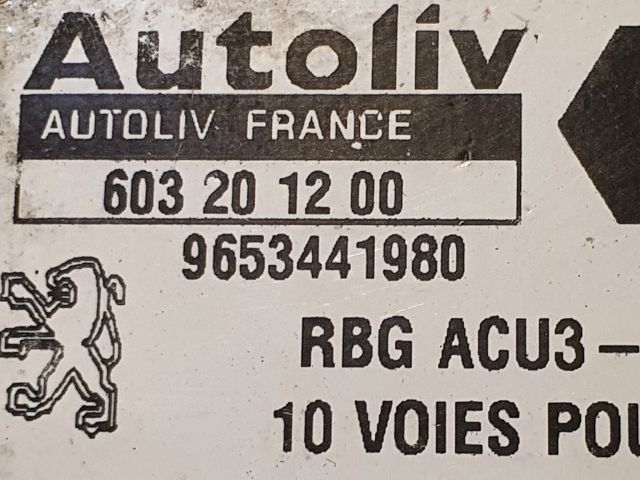 Autoliv
AUTOLIV FRANCE
603 20 12 00
9653441980
RBG ACU3-
10 VOIES